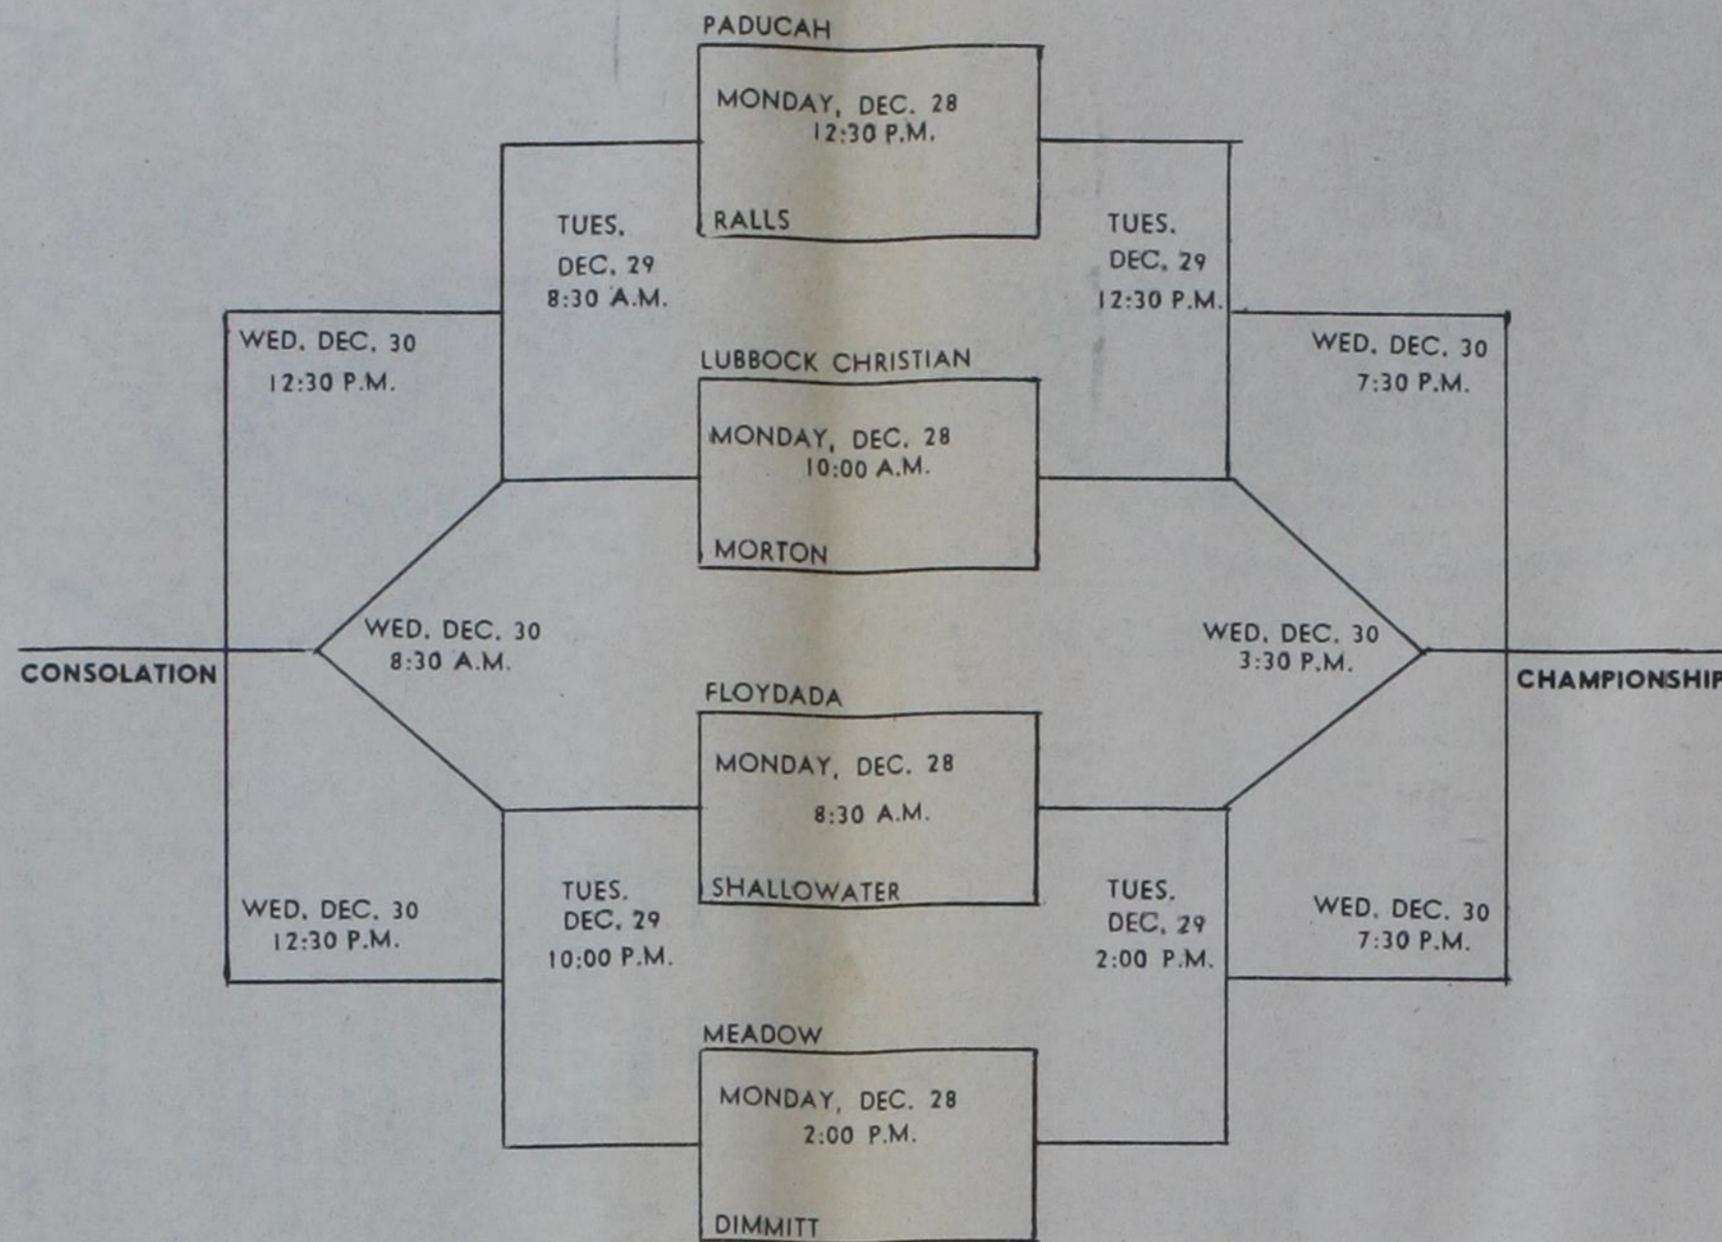 PADUCAH
MONDAY, DEC. 28
12:30 P.M.
RALLS
TUES.
DEC. 29
8:30 A.M.
TUES.
DEC. 29
12:30 P.M.
WED. DEC. 30
12:30 P.M.
WED. DEC. 30
7:30 P.M.
LUBBOCK CHRISTIAN
MONDAY, DEC. 28
10:00 A.M.
MORTON
WED. DEC. 30
8:30 A.M.
WED. DEC. 30
3:30 P.M.
CONSOLATION
CHAMPIONSHIP
FLOYDADA
MONDAY, DEC. 28
8:30 A.M.
SHALLOWATER
TUES.
DEC. 29
10:00 P.M.
TUES.
DEC. 29
2:00 P.M.
WED. DEC. 30
12:30 P.M.
WED. DEC. 30
7:30 P.M.
MEADOW
MONDAY, DEC. 28
2:00 P.M.
DIMMITT